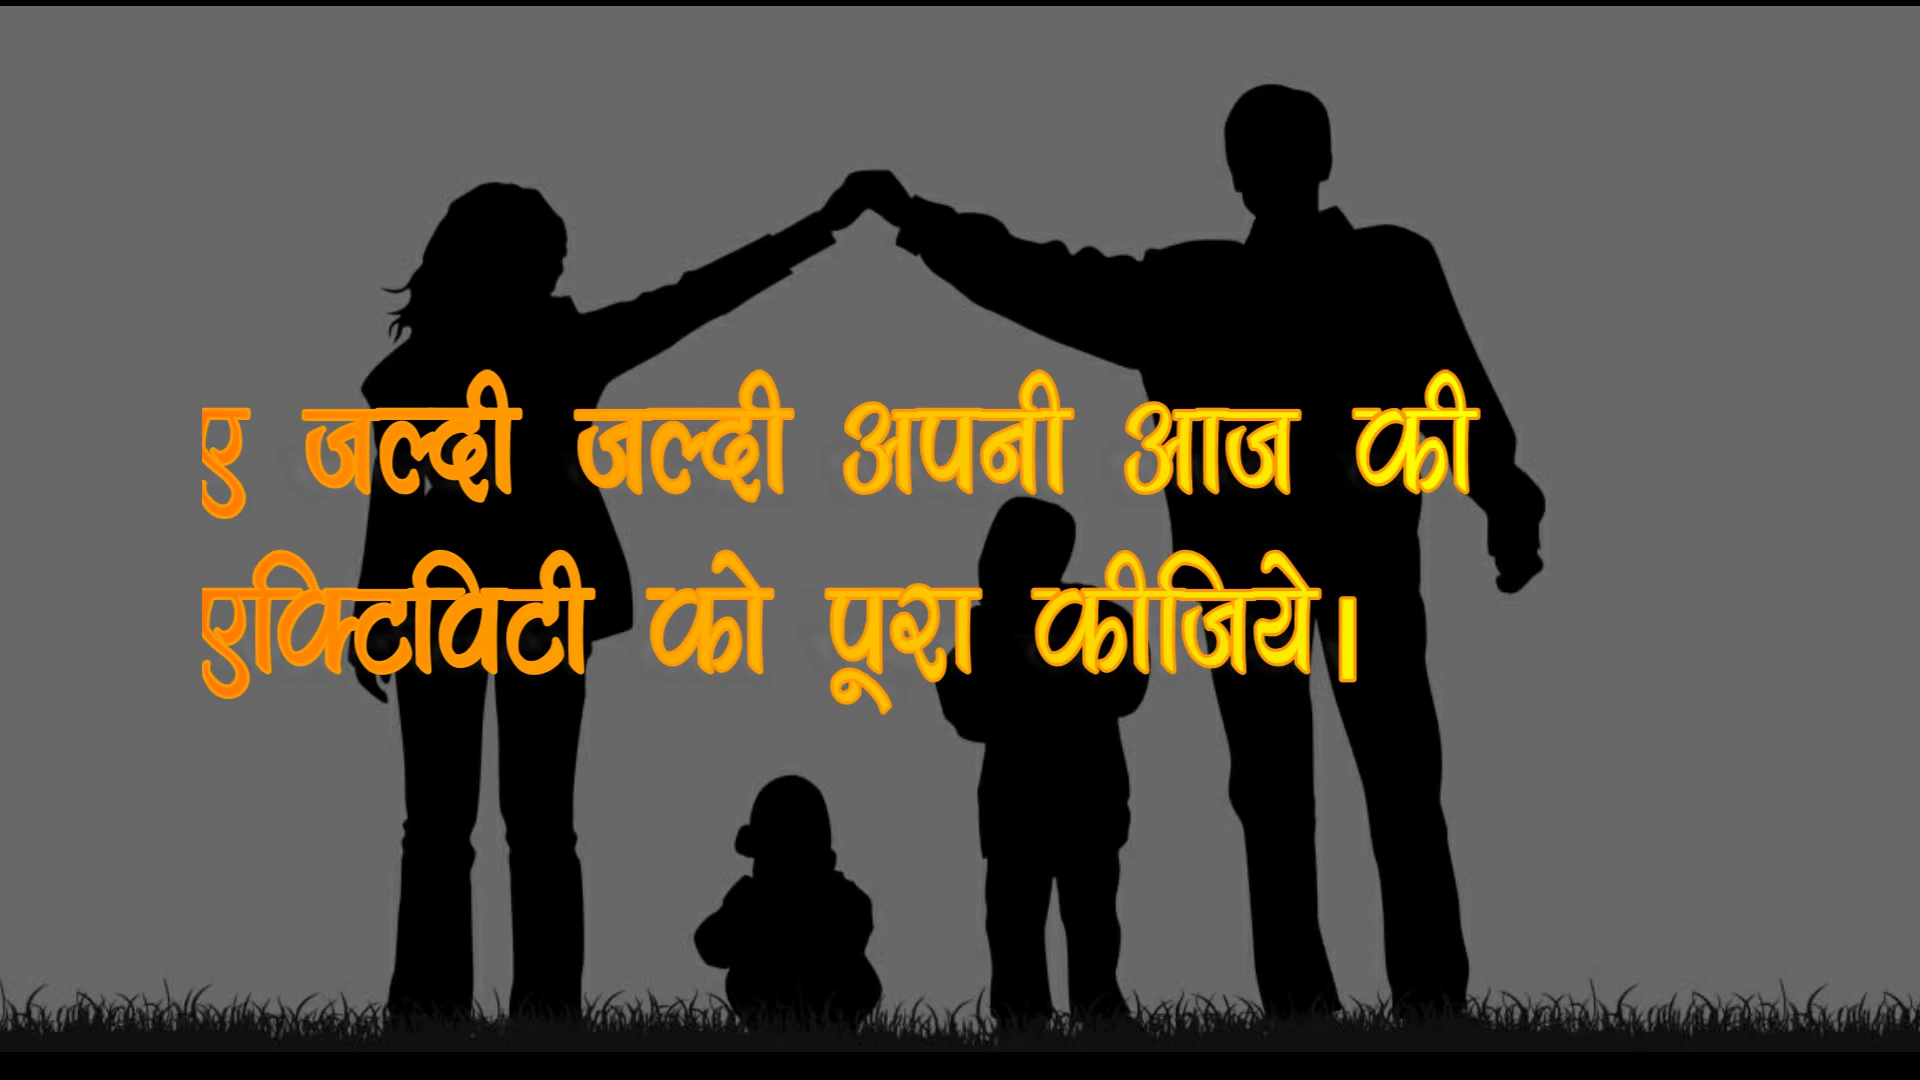 ए जल्दी जल्दी अपनी आज की
एक्टिविटी को पूरा कीजिये।